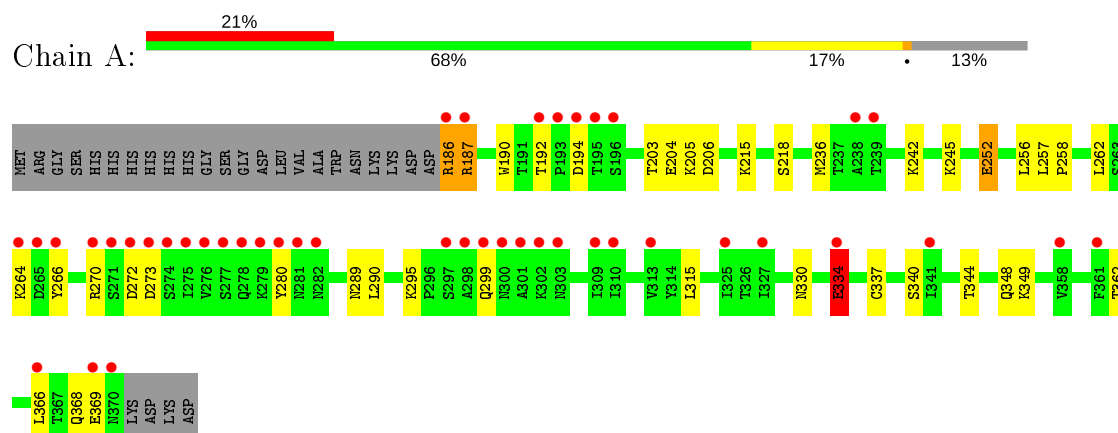 21%
Chain A:
68% 17% • 13%
MET ARG GLY SER HIS HIS HIS HIS HIS HIS GLY SER GLY ASP LEU VAL ALA TRP ASN LYS LYS ASP ASP R186 R187 W190 T191 T192 P193 D194 T195 S196 T203 E204 K205 D206 K215 S218 M236 T237 A238 T239 K242 K245 E252 L256 L257 P258 L262 S263
K264 D265 Y266 R270 S271 D272 D273 S274 I275 V276 S277 Q278 K279 Y280 N281 N282 N289 L290 K295 P296 S297 A298 Q299 N300 A301 K302 N303 I309 I310 V313 Y314 L315 I325 T326 I327 N330 E334 C337 S340 I341 T344 Q348 K349 V358 F361 T362
L366 T367 Q368 E369 N370 LYS ASP LYS ASP